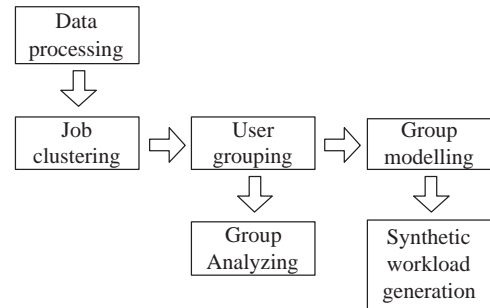 Data
processing
Job
clustering
User
grouping
Group
modelling
Group
Analyzing
Synthetic
workload
generation